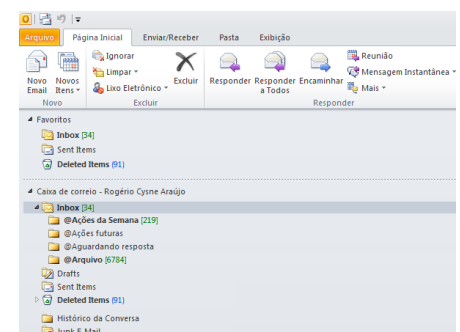 Arquivo Página Inicial Enviar/Receber Pasta Exibição
Novo Email
Novos Itens
Ignorar
Limpar
Lixo Eletrônico
Excluir
Responder
Responder a Todos
Encaminhar
Reunião
Mensagem Instantânea
Mais
Novo Excluir Responder
Favoritos
Inbox [34]
Sent Items
Deleted Items (91)
Caixa de correio - Rogério Cysne Araújo
Inbox [34]
@Ações da Semana [219]
@Ações futuras
@Aguardando resposta
@Arquivo [6784]
Drafts
Sent Items
Deleted Items (91)
Histórico da Conversa
Junk E-Mail